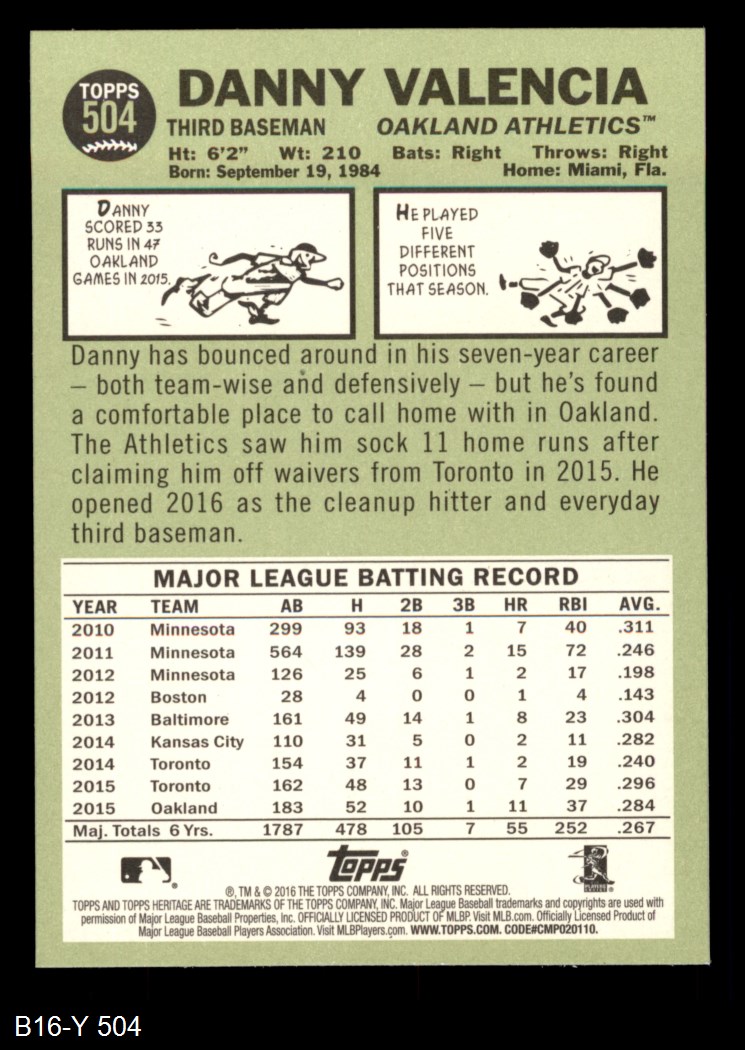 TOPPS
504
DANNY VALENCIA
THIRD BASEMAN OAKLAND ATHLETICS™
Ht: 6'2" Wt: 210 Bats: Right Throws: Right
Born: September 19, 1984 Home: Miami, Fla.
DANNY
SCORED 33
RUNS IN 47
OAKLAND
GAMES IN 2015.
HE PLAYED
FIVE
DIFFERENT
POSITIONS
THAT SEASON.
Danny has bounced around in his seven-year career
– both team-wise and defensively – but he's found
a comfortable place to call home with in Oakland.
The Athletics saw him sock 11 home runs after
claiming him off waivers from Toronto in 2015. He
opened 2016 as the cleanup hitter and everyday
third baseman.
MAJOR LEAGUE BATTING RECORD
YEAR TEAM AB H 2B 3B HR RBI AVG.
2010 Minnesota 299 93 18 1 7 40 .311
2011 Minnesota 564 139 28 2 15 72 .246
2012 Minnesota 126 25 6 1 2 17 .198
2012 Boston 28 4 0 0 1 4 .143
2013 Baltimore 161 49 14 1 8 23 .304
2014 Kansas City 110 31 5 0 2 11 .282
2014 Toronto 154 37 11 1 2 19 .240
2015 Toronto 162 48 13 0 7 29 .296
2015 Oakland 183 52 10 1 11 37 .284
Maj. Totals 6 Yrs. 1787 478 105 7 55 252 .267
Topps®
®, TM & © 2016 THE TOPPS COMPANY, INC. ALL RIGHTS RESERVED.
TOPPS AND TOPPS HERITAGE ARE TRADEMARKS OF THE TOPPS COMPANY, INC. Major League Baseball trademarks and copyrights are used with
permission of Major League Baseball Properties, Inc. OFFICIALLY LICENSED PRODUCT OF MLBP. Visit MLB.com. Officially Licensed Product of
Major League Baseball Players Association. Visit MLBPlayers.com. WWW.TOPPS.COM. CODE#CMP020110.
B16-Y 504